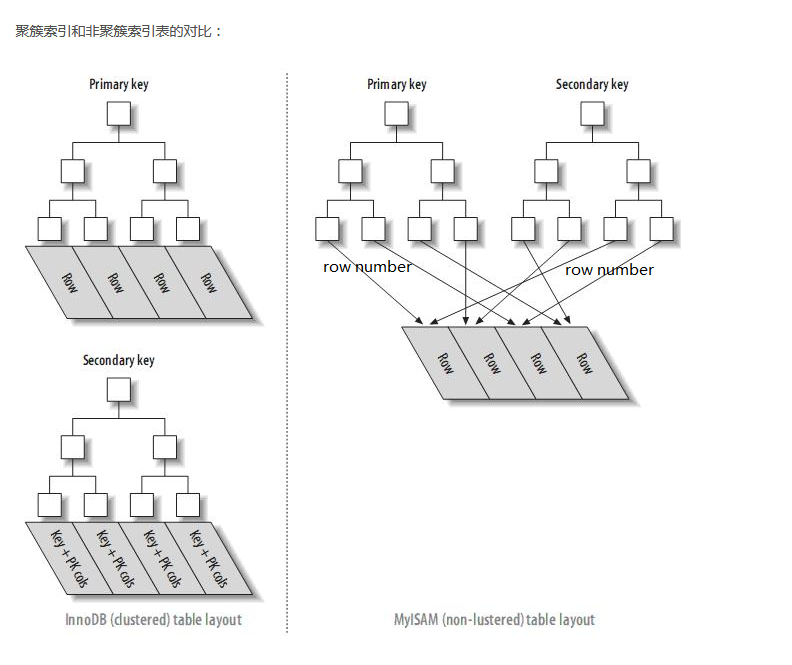 聚簇索引和非聚簇索引表的对比：
Primary key
Row
Row
Row
Row
Secondary key
Key + PK cols
Key + PK cols
Key + PK cols
Key + PK cols
InnoDB (clustered) table layout
Primary key
Secondary key
row number
row number
Row
Row
Row
Row
MyISAM (non-lustered) table layout